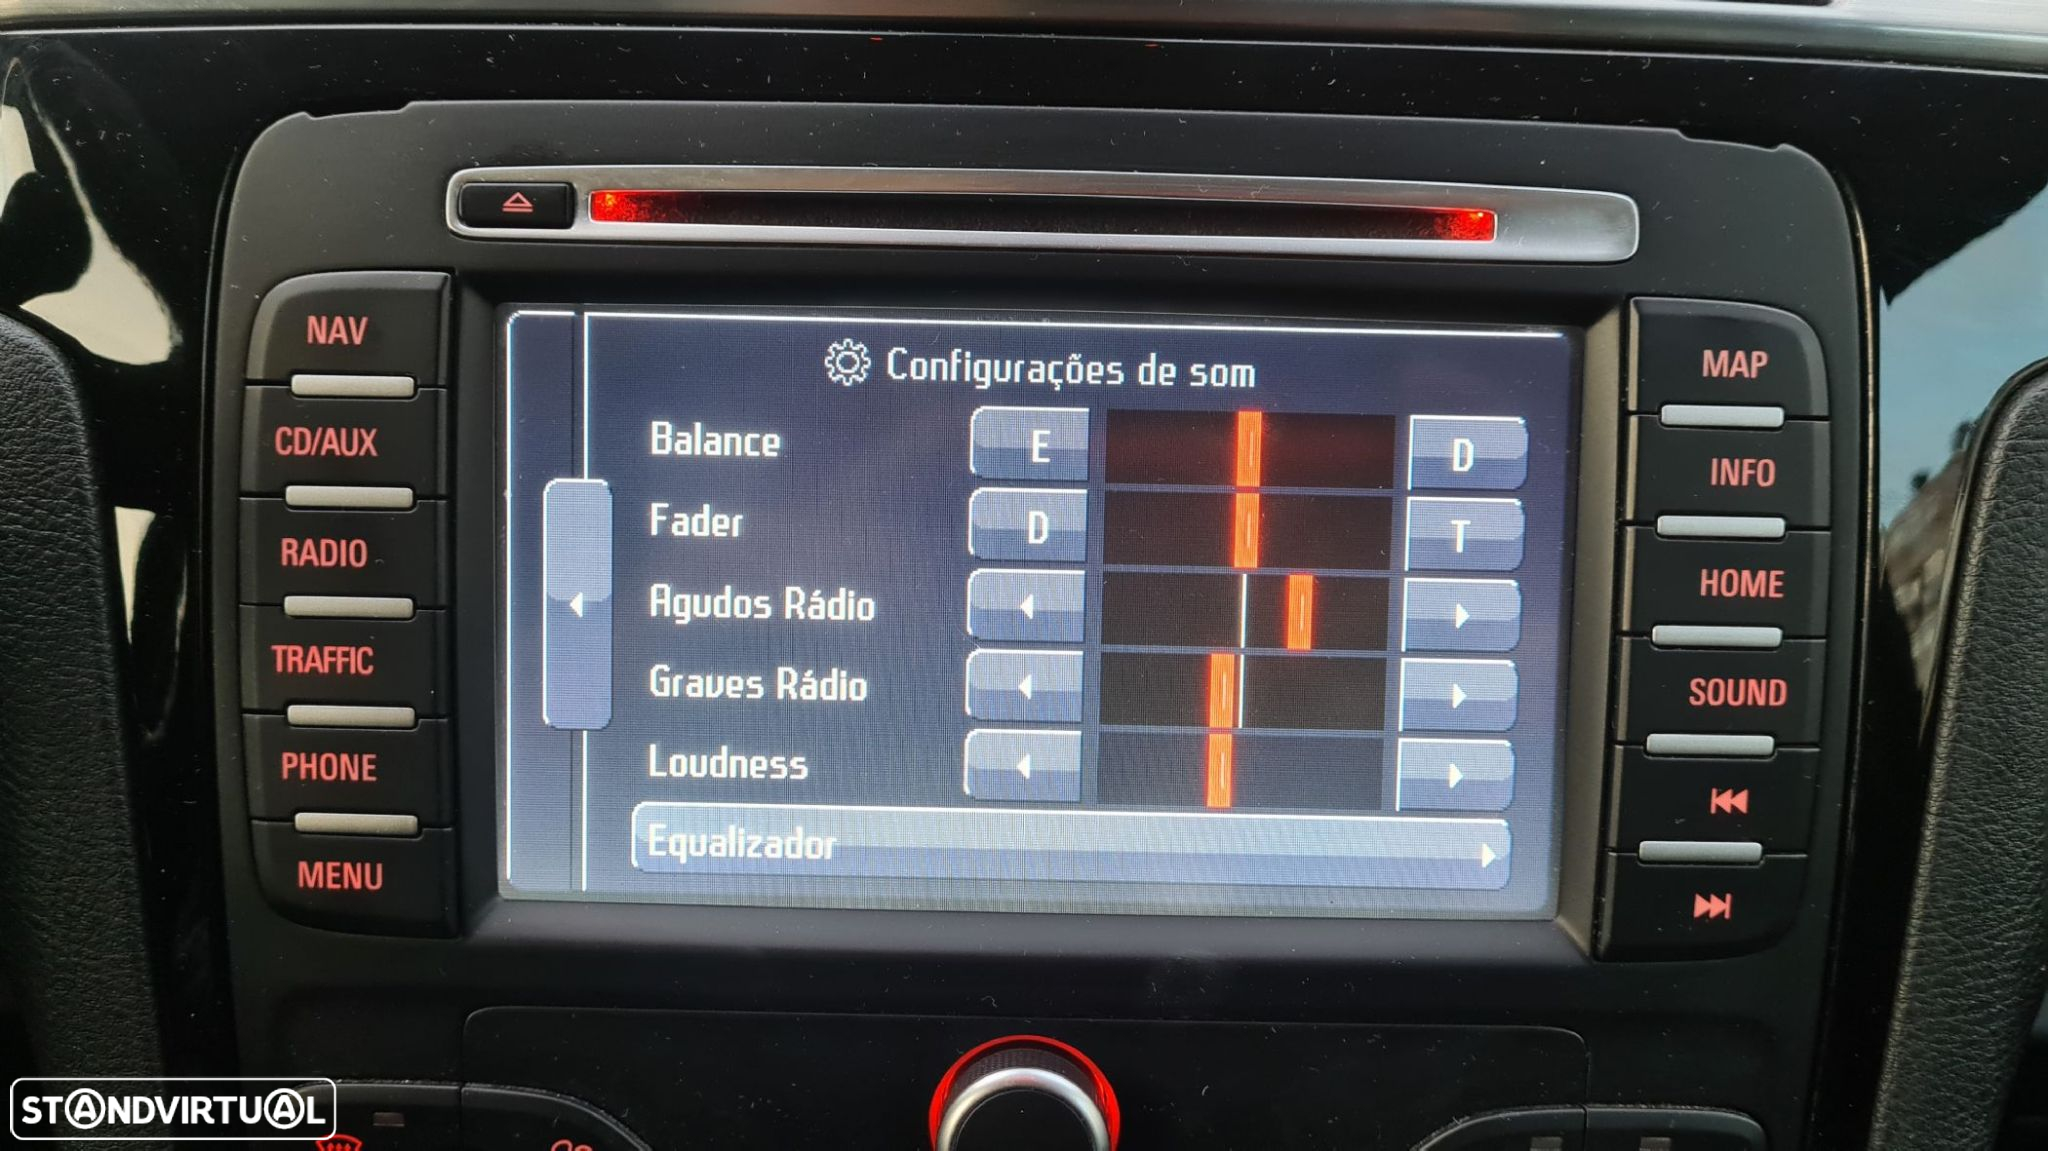 NAV
CD/AUX
RADIO
TRAFFIC
PHONE
MENU
Configurações de som
Balance E D
Fader D T
Agudos Rádio
Graves Rádio
Loudness
Equalizador
MAP
INFO
HOME
SOUND
STANDVIRTUAL